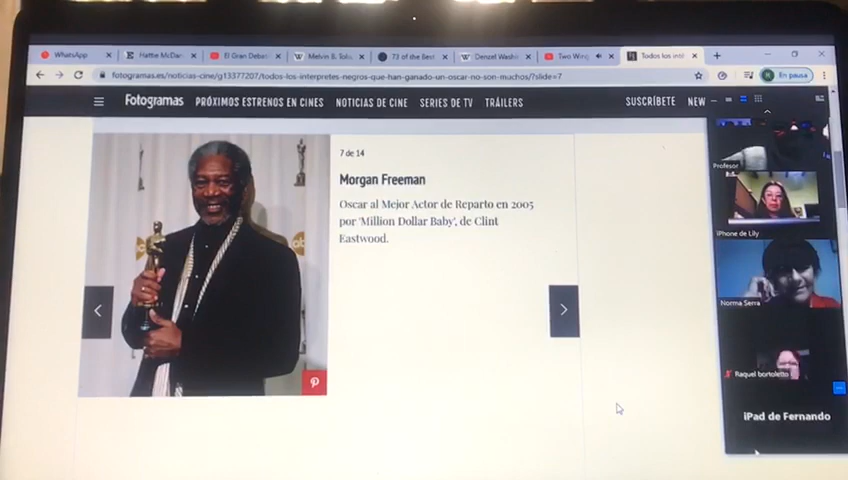 WhatsApp
Hattie McDan
El Gran Debat
Melvin B. Tols
73 of the Best
Denzel Washi
Two Wing
Todos los inté
fotogramas.es/noticias-cine/g13377207/todos-los-interpretes-negros-que-han-ganado-un-oscar-no-son-muchos/?slide=7
En pausa
Fotogramas
PRÓXIMOS ESTRENOS EN CINES
NOTICIAS DE CINE
SERIES DE TV
TRÁILERS
SUSCRÍBETE
NEW
7 de 14
Morgan Freeman
Oscar al Mejor Actor de Reparto en 2005
por 'Million Dollar Baby', de Clint
Eastwood.
Profesor
iPhone de Lily
Norma Serra
Raquel bortoletto
iPad de Fernando